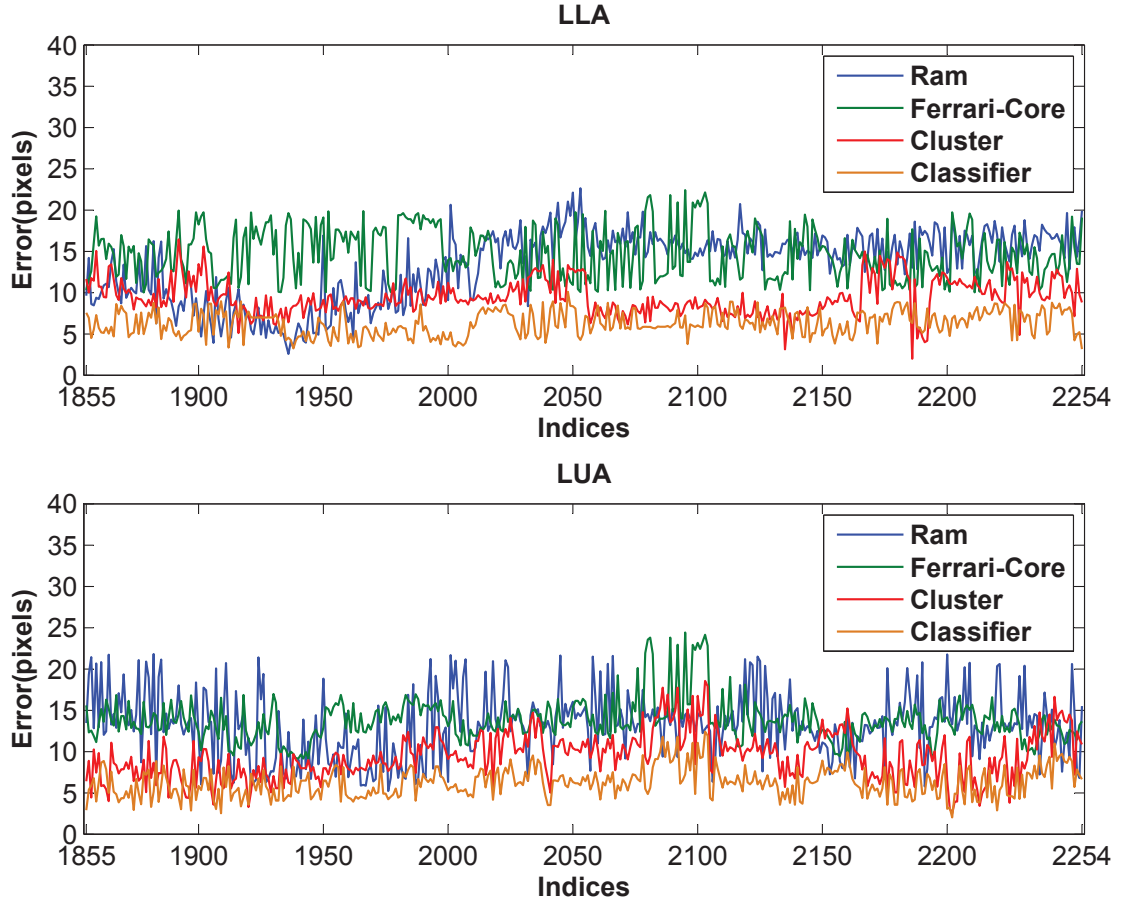 LLA
40
35
30
25
20
15
10
5
0
Error(pixels)
Ram
Ferrari-Core
Cluster
Classifier
1855 1900 1950 2000 2050 2100 2150 2200 2254
Indices
LUA
40
35
30
25
20
15
10
5
0
Error(pixels)
Ram
Ferrari-Core
Cluster
Classifier
1855 1900 1950 2000 2050 2100 2150 2200 2254
Indices